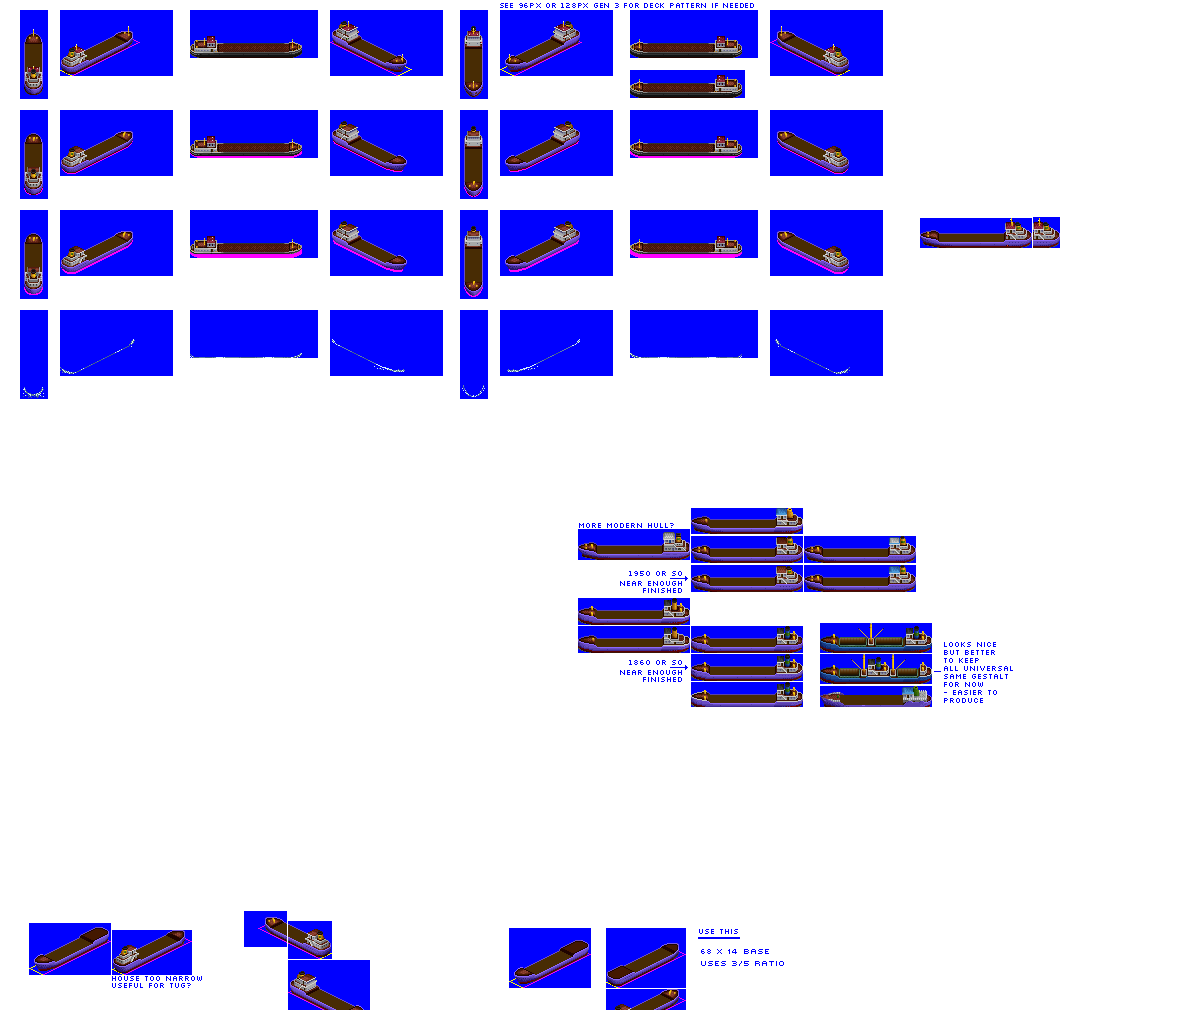 SEE 96PX OR 128PX GEN 3 FOR DECK PATTERN IF NEEDED
MORE MODERN HULL?
1950 OR SO
NEAR ENOUGH
FINISHED
1860 OR SO
NEAR ENOUGH
FINISHED
LOOKS NICE
BUT BETTER
TO KEEP
ALL UNIVERSAL
SAME GESTALT
FOR NOW
- EASIER TO
PRODUCE
HOUSE TOO NARROW
USEFUL FOR TUG?
USE THIS
68 X 14 BASE
USES 3/5 RATIO